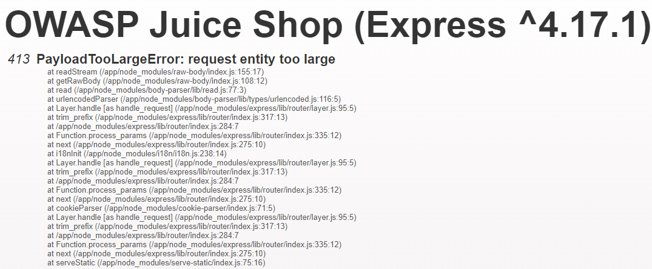 OWASP Juice Shop (Express ^4.17.1)
413 PayloadTooLargeError: request entity too large
at readStream (/app/node_modules/raw-body/index.js:155:17)
at getRawBody (/app/node_modules/raw-body/index.js:108:12)
at read (/app/node_modules/body-parser/lib/read.js:77:3)
at urlencodedParser (/app/node_modules/body-parser/lib/types/urlencoded.js:116:5)
at Layer.handle [as handle_request] (/app/node_modules/express/lib/router/layer.js:95:5)
at trim_prefix (/app/node_modules/express/lib/router/index.js:317:13)
at /app/node_modules/express/lib/router/index.js:284:7
at Function.process_params (/app/node_modules/express/lib/router/index.js:335:12)
at next (/app/node_modules/express/lib/router/index.js:275:10)
at i18nInit (/app/node_modules/i18n/i18n.js:238:14)
at Layer.handle [as handle_request] (/app/node_modules/express/lib/router/layer.js:95:5)
at trim_prefix (/app/node_modules/express/lib/router/index.js:317:13)
at /app/node_modules/express/lib/router/index.js:284:7
at Function.process_params (/app/node_modules/express/lib/router/index.js:335:12)
at next (/app/node_modules/express/lib/router/index.js:275:10)
at cookieParser (/app/node_modules/cookie-parser/index.js:71:5)
at Layer.handle [as handle_request] (/app/node_modules/express/lib/router/layer.js:95:5)
at trim_prefix (/app/node_modules/express/lib/router/index.js:317:13)
at /app/node_modules/express/lib/router/index.js:284:7
at Function.process_params (/app/node_modules/express/lib/router/index.js:335:12)
at next (/app/node_modules/express/lib/router/index.js:275:10)
at serveStatic (/app/node_modules/serve-static/index.js:75:16)